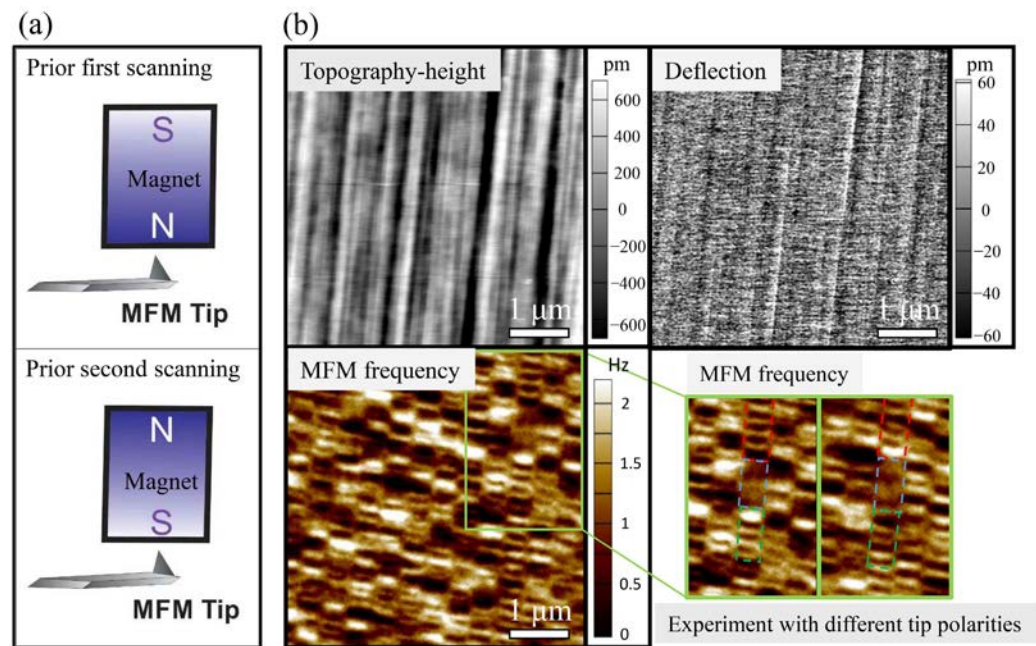 (a)
Prior first scanning
S
Magnet
N
MFM Tip
Prior second scanning
N
Magnet
S
MFM Tip
(b)
Topography-height
1 μm
pm
600
400
200
0
−200
−400
−600
Deflection
1 μm
pm
60
40
20
0
−20
−40
−60
MFM frequency
1 μm
Hz
2
1.5
1
0.5
0
MFM frequency
Experiment with different tip polarities